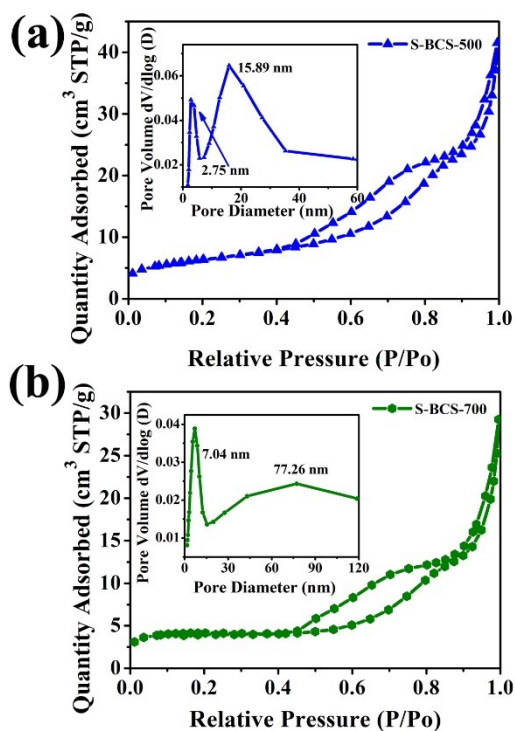 (a)
S-BCS-500
Quantity Adsorbed (cm³ STP/g)
40
30
20
10
0
Pore Volume dV/dlog (D)
0.06
0.04
0.02
15.89 nm
2.75 nm
0 20 40 60
Pore Diameter (nm)
0.0 0.2 0.4 0.6 0.8 1.0
Relative Pressure (P/Po)
(b)
S-BCS-700
Quantity Adsorbed (cm³ STP/g)
30
25
20
15
10
5
0
Pore Volume dV/dlog (D)
0.04
0.03
0.02
0.01
7.04 nm
77.26 nm
0 30 60 90 120
Pore Diameter (nm)
0.0 0.2 0.4 0.6 0.8 1.0
Relative Pressure (P/Po)